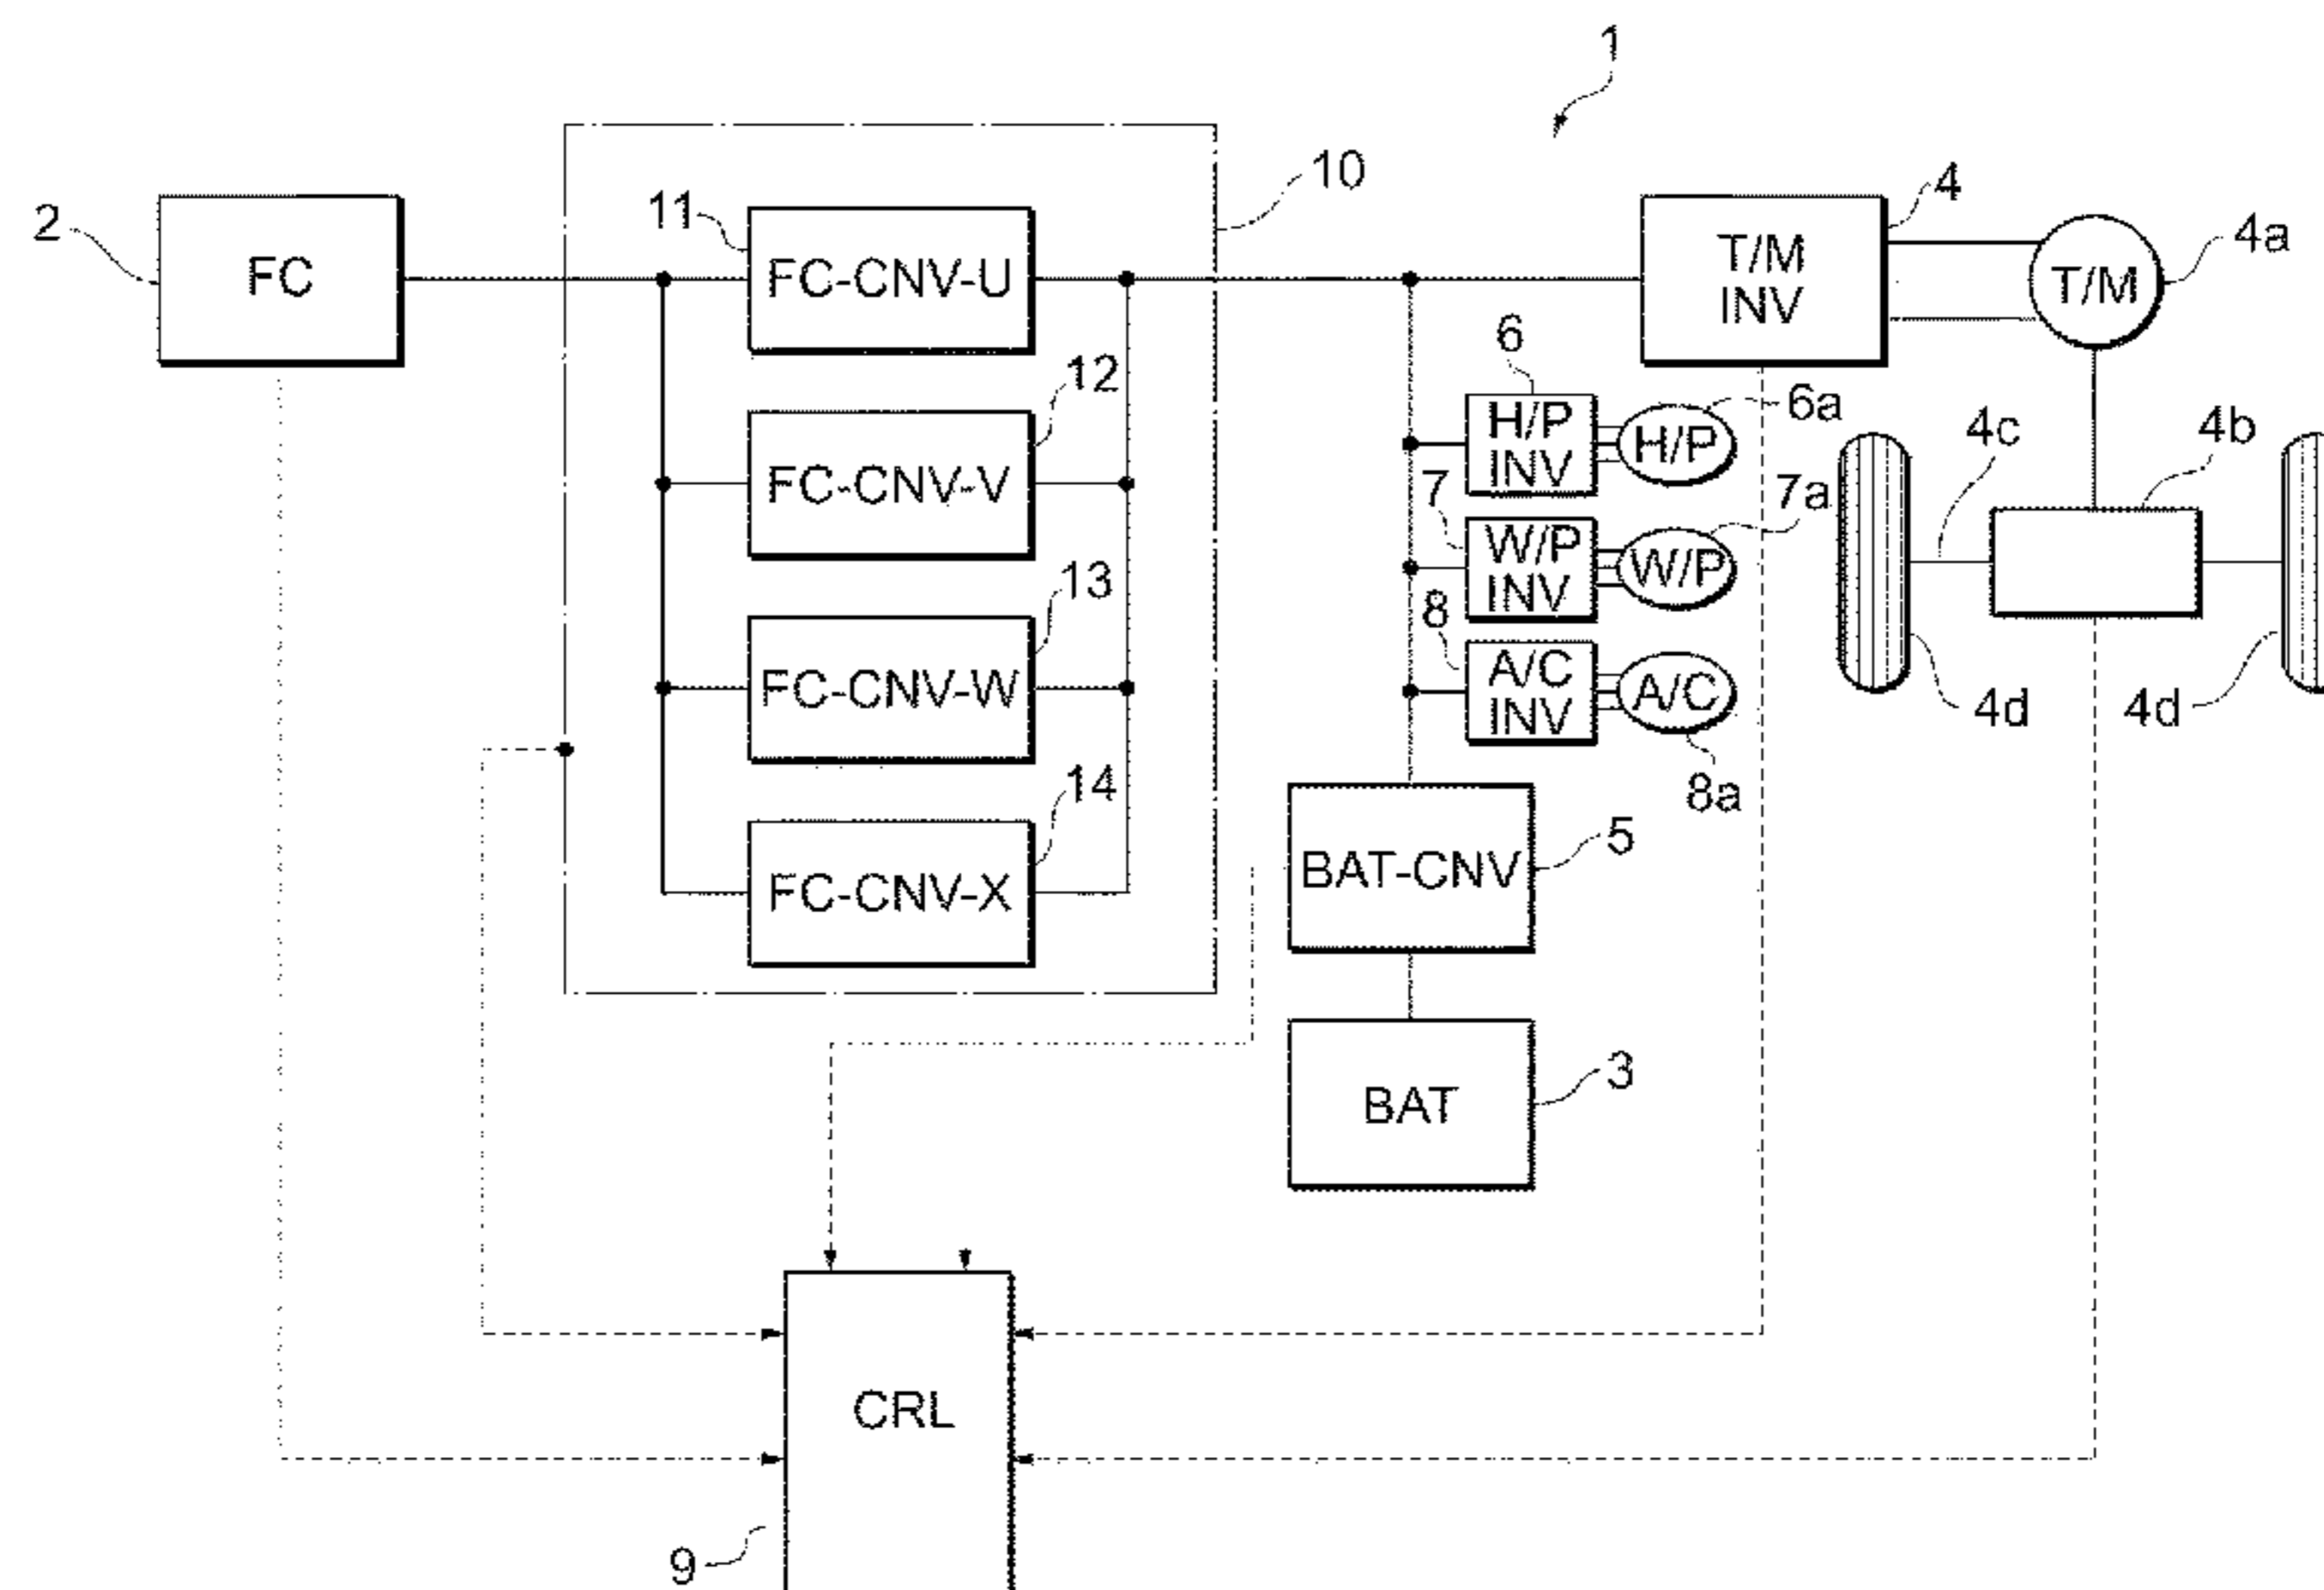 1
10
2
FC
11
FC-CNV-U
4
T/M
INV
T/M
4a
12
FC-CNV-V
6
H/P
INV
H/P
6a
4c
4b
7
W/P
INV
W/P
7a
13
FC-CNV-W
8
A/C
INV
A/C
8a
4d
4d
14
FC-CNV-X
BAT-CNV
5
BAT
3
CRL
9